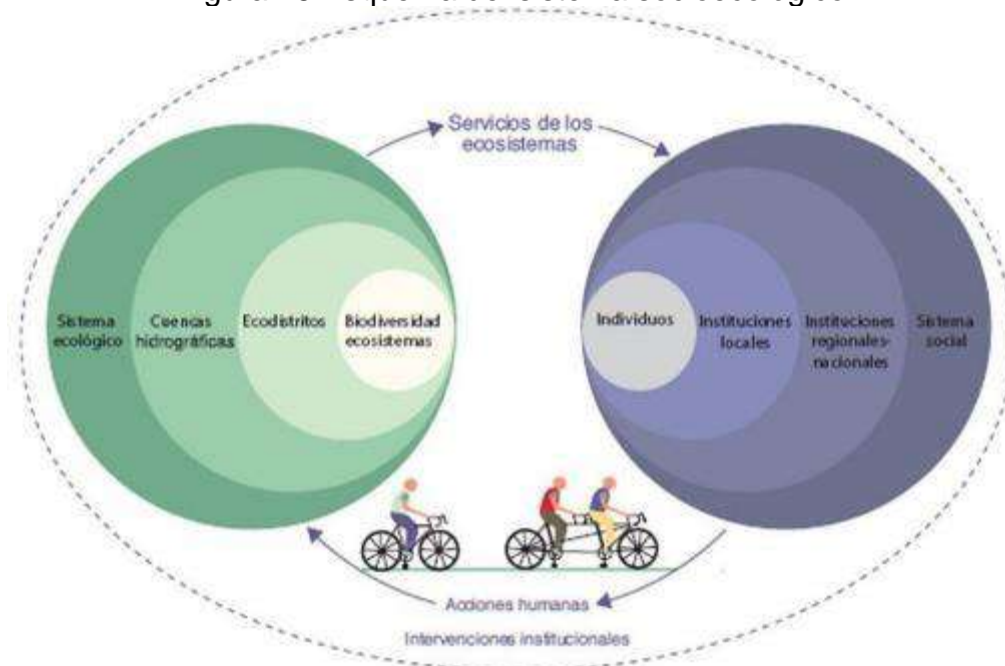 Servicios de los
ecosistemas
Sistema
ecológico
Cuencas
hidrográficas
Ecodistritos
Biodiversidad
ecosistemas
Individuos
Instituciones
locales
Instituciones
regionales-
nacionales
Sistema
social
Acciones humanas
Intervenciones institucionales